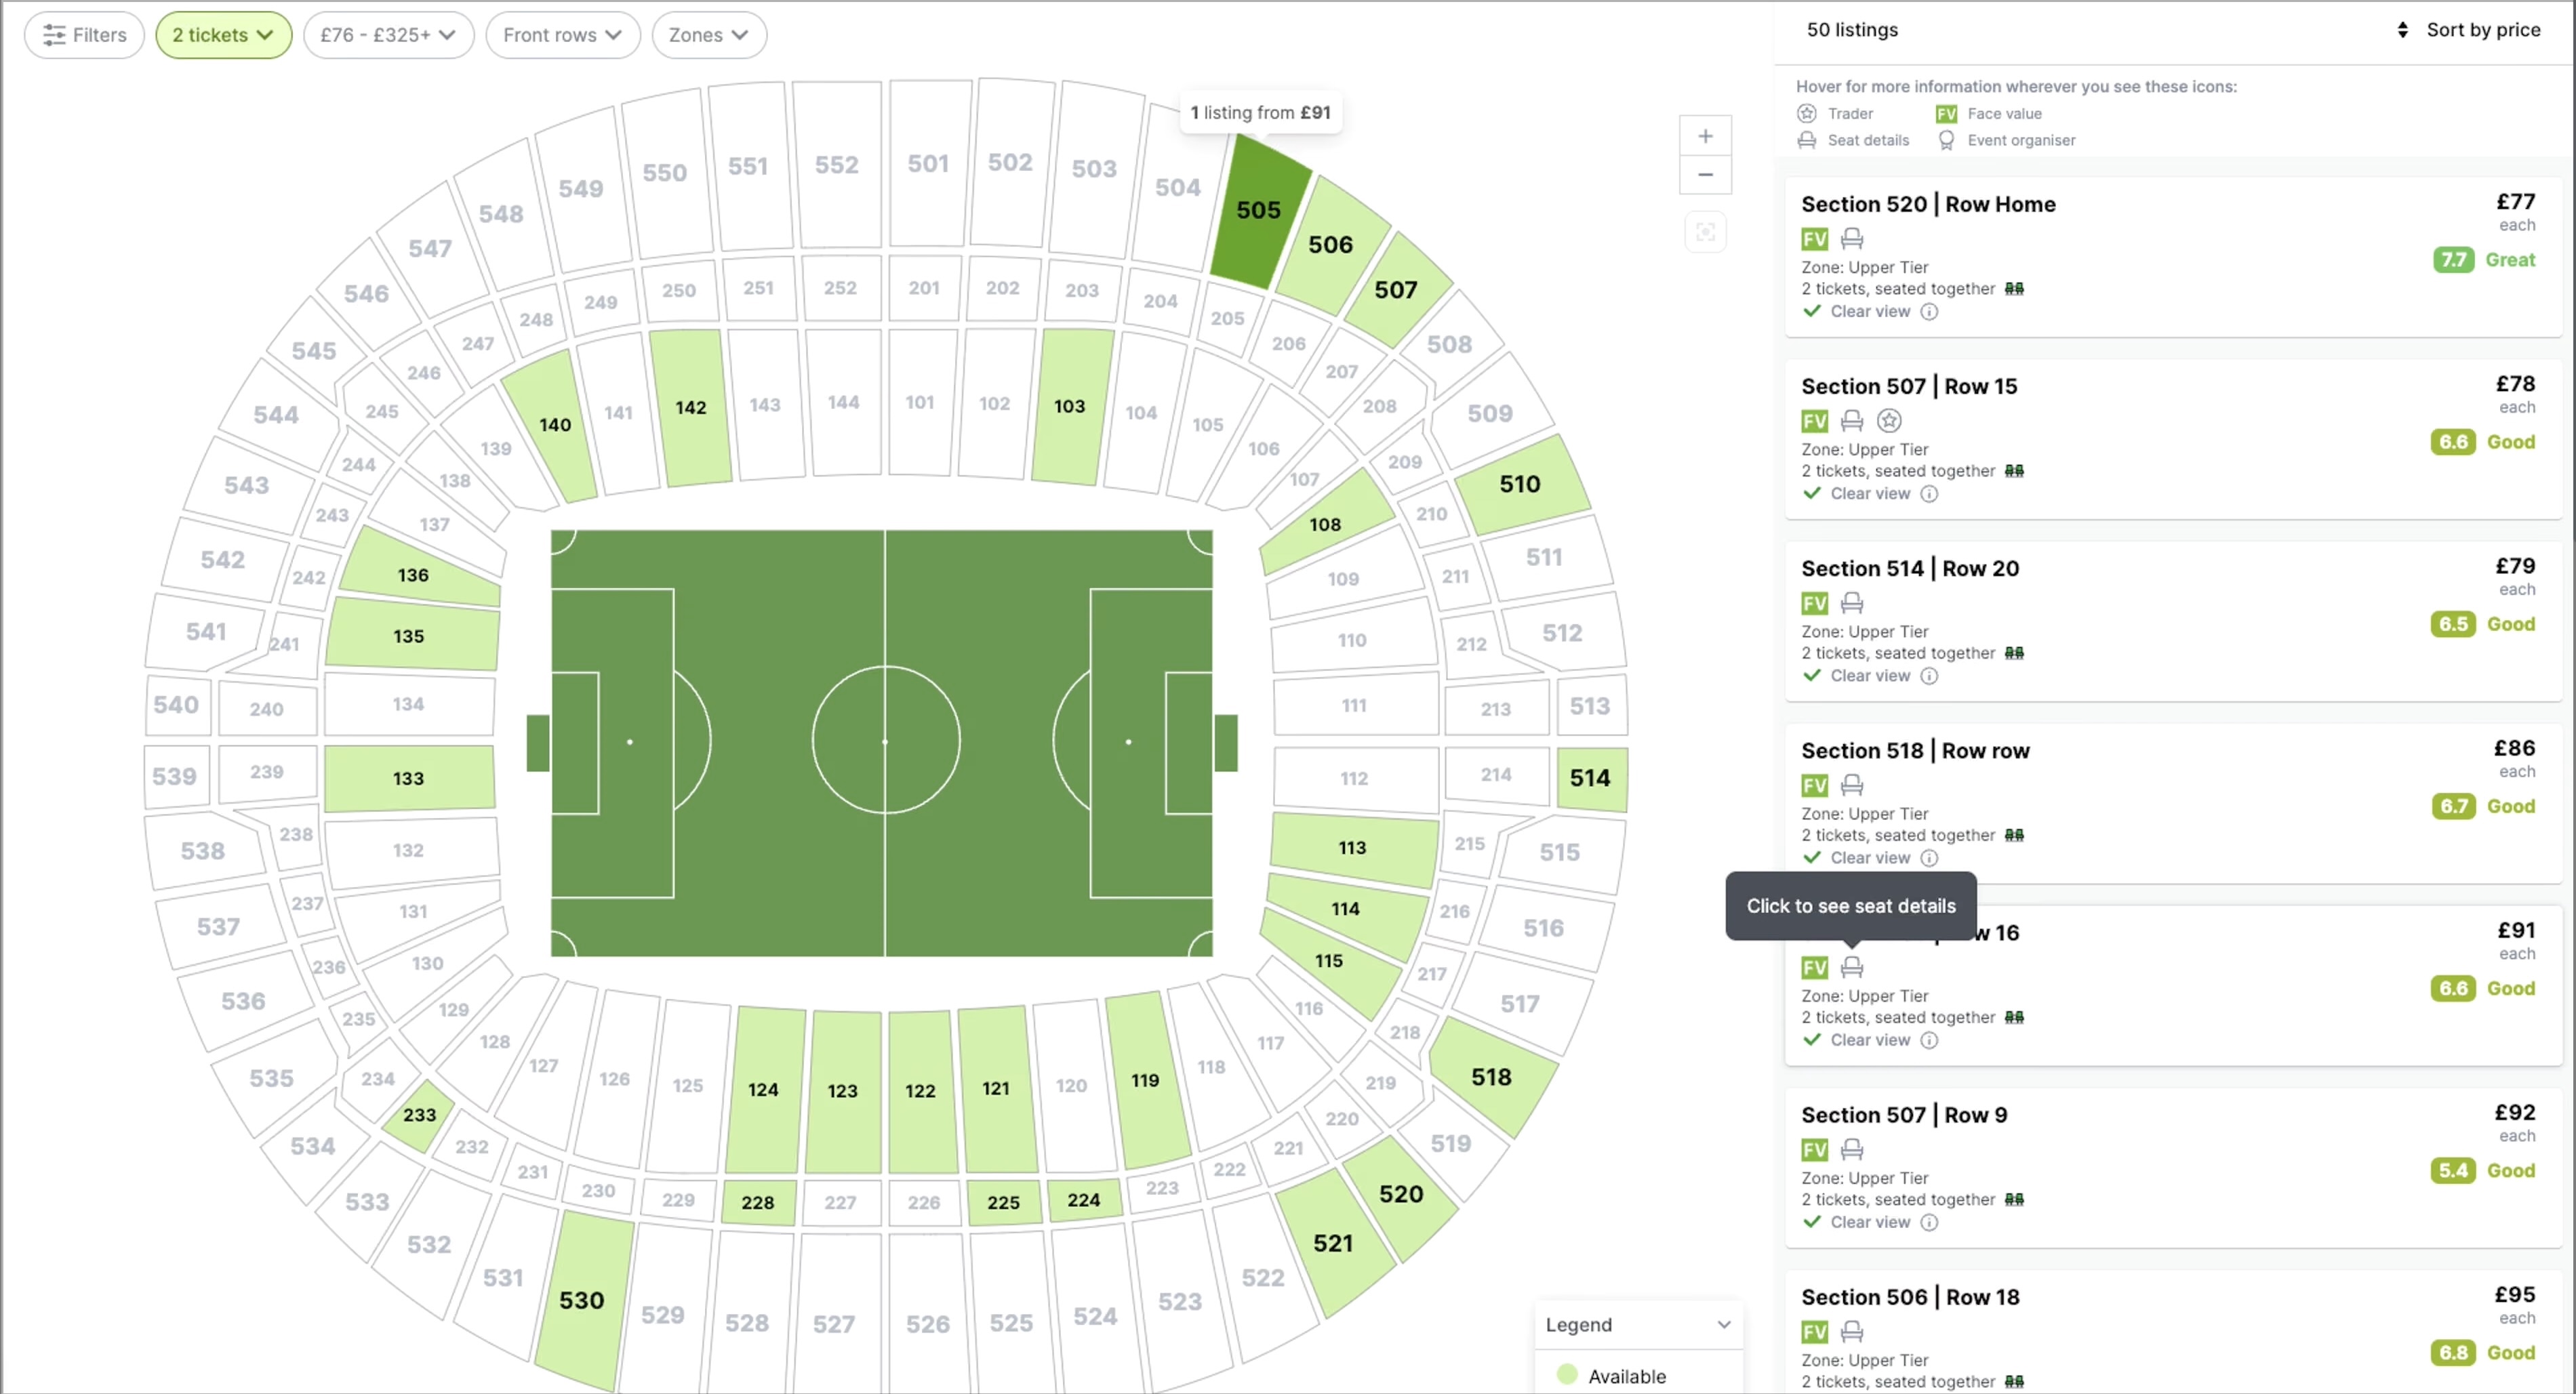 Filters
2 tickets
£76 - £325+
Front rows
Zones
50 listings
Sort by price
Hover for more information wherever you see these icons:
Trader
FV Face value
Seat details
Event organiser
1 listing from £91
+
−
549 550 551 552 501 502 503 504 505
548 506
547 507
546 508
545 509
544 510
543 511
542 512
541 513
540 514
539 515
538 516
537 517
536 518
535 519
534 520
533 521
532 522
531 523
530 529 528 527 526 525 524
249 250 251 252 201 202 203 204 205
248 206
247 207
246 208
245 209
244 210
243 211
242 212
241 213
240 214
239 215
238 216
237 217
236 218
235 219
234 220
233 221
232 222
231 223
230 229 228 227 226 225 224
140 141 142 143 144 101 102 103 104 105
139 106
138 107
137 108
136 109
135 110
134 111
133 112
132 113
131 114
130 115
129 116
128 117
127 126 125 124 123 122 121 120 119 118
Legend
Available
Section 520 | Row Home
£77
each
FV
7.7 Great
Zone: Upper Tier
2 tickets, seated together
Clear view
Section 507 | Row 15
£78
each
FV
6.6 Good
Zone: Upper Tier
2 tickets, seated together
Clear view
Section 514 | Row 20
£79
each
FV
6.5 Good
Zone: Upper Tier
2 tickets, seated together
Clear view
Section 518 | Row row
£86
each
FV
6.7 Good
Zone: Upper Tier
2 tickets, seated together
Clear view
Click to see seat details
16
£91
each
FV
6.6 Good
Zone: Upper Tier
2 tickets, seated together
Clear view
Section 507 | Row 9
£92
each
FV
5.4 Good
Zone: Upper Tier
2 tickets, seated together
Clear view
Section 506 | Row 18
£95
each
FV
6.8 Good
Zone: Upper Tier
2 tickets, seated together